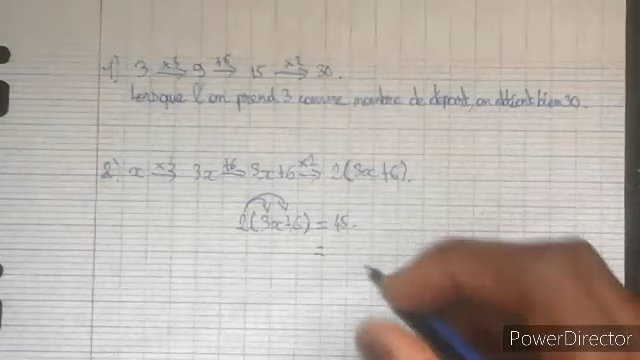 1) 3 ×3→ 9 +6→ 15 ×2→ 30.
Lorsque l'on prend 3 comme nombre de départ, on obtient bien 30.
2) x ×3→ 3x +6→ 3x+6 ×2→ 2(3x+6).
2(3x+6) = 45.
=
PowerDirector